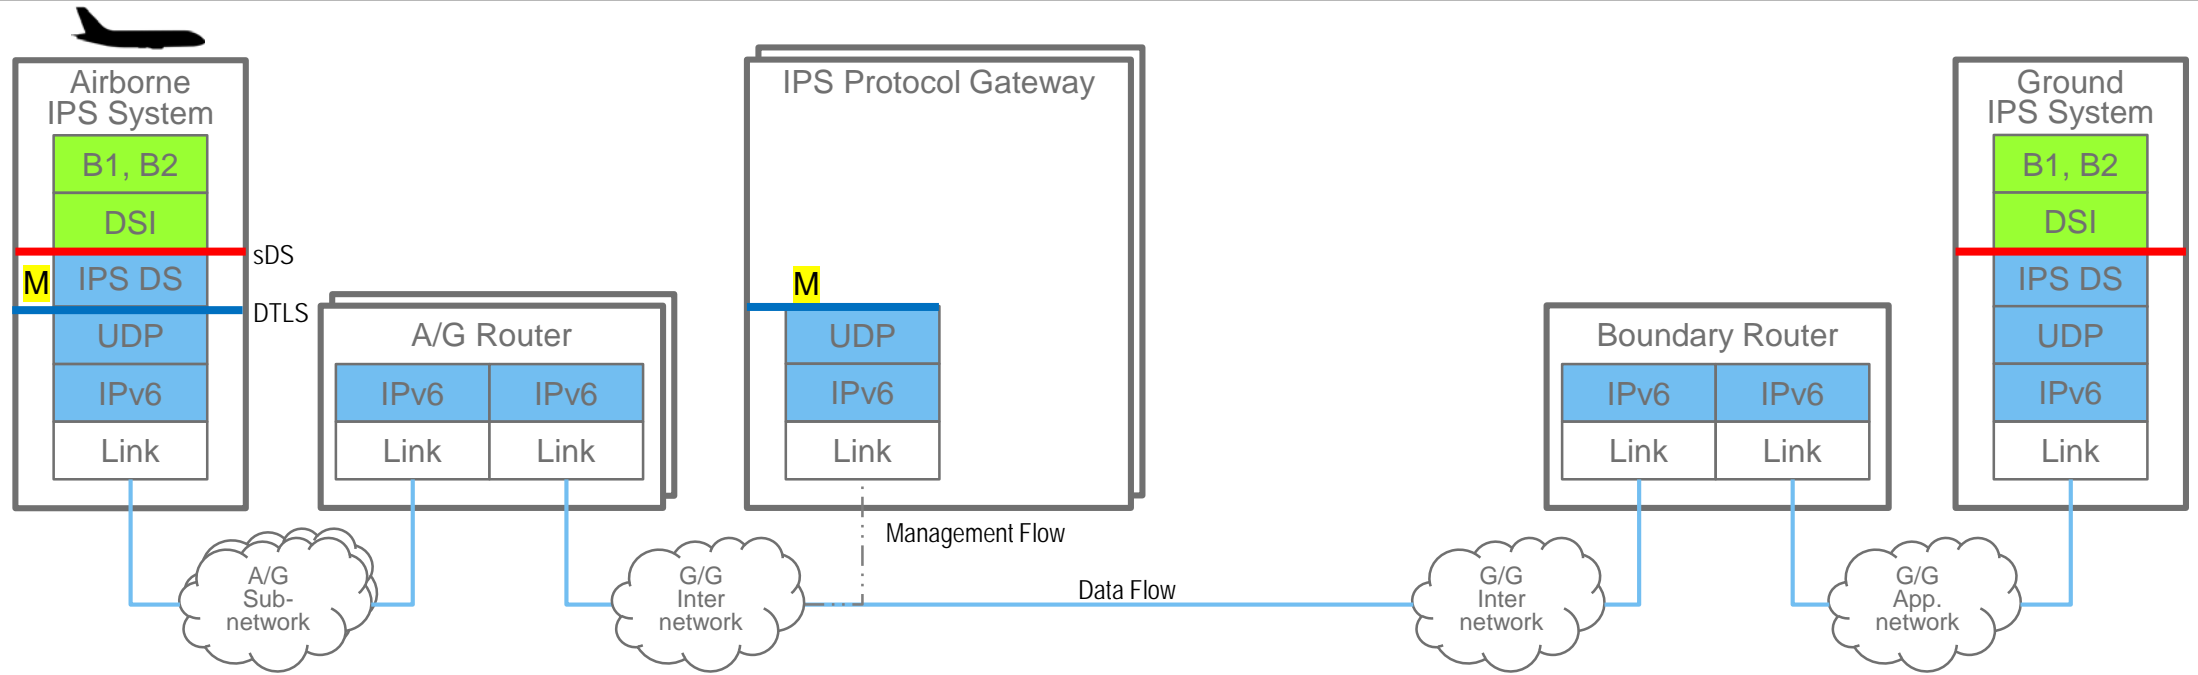 Airborne
IPS System
B1, B2
DSI
sDS
M
IPS DS
DTLS
UDP
IPv6
Link
A/G
Sub-
network
A/G Router
IPv6
IPv6
Link
Link
G/G
Inter
network
IPS Protocol Gateway
M
UDP
IPv6
Link
Management Flow
Data Flow
G/G
Inter
network
Boundary Router
IPv6
IPv6
Link
Link
G/G
App.
network
Ground
IPS System
B1, B2
DSI
IPS DS
UDP
IPv6
Link